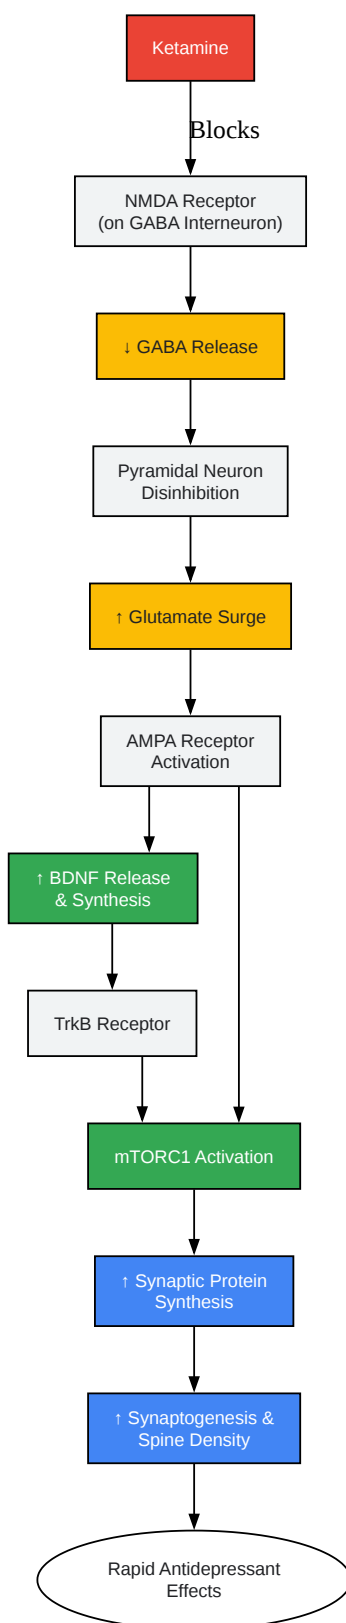 Ketamine
Blocks
NMDA Receptor
(on GABA Interneuron)
↓ GABA Release
Pyramidal Neuron
Disinhibition
↑ Glutamate Surge
AMPA Receptor
Activation
↑ BDNF Release
& Synthesis
TrkB Receptor
mTORC1 Activation
↑ Synaptic Protein
Synthesis
↑ Synaptogenesis &
Spine Density
Rapid Antidepressant
Effects